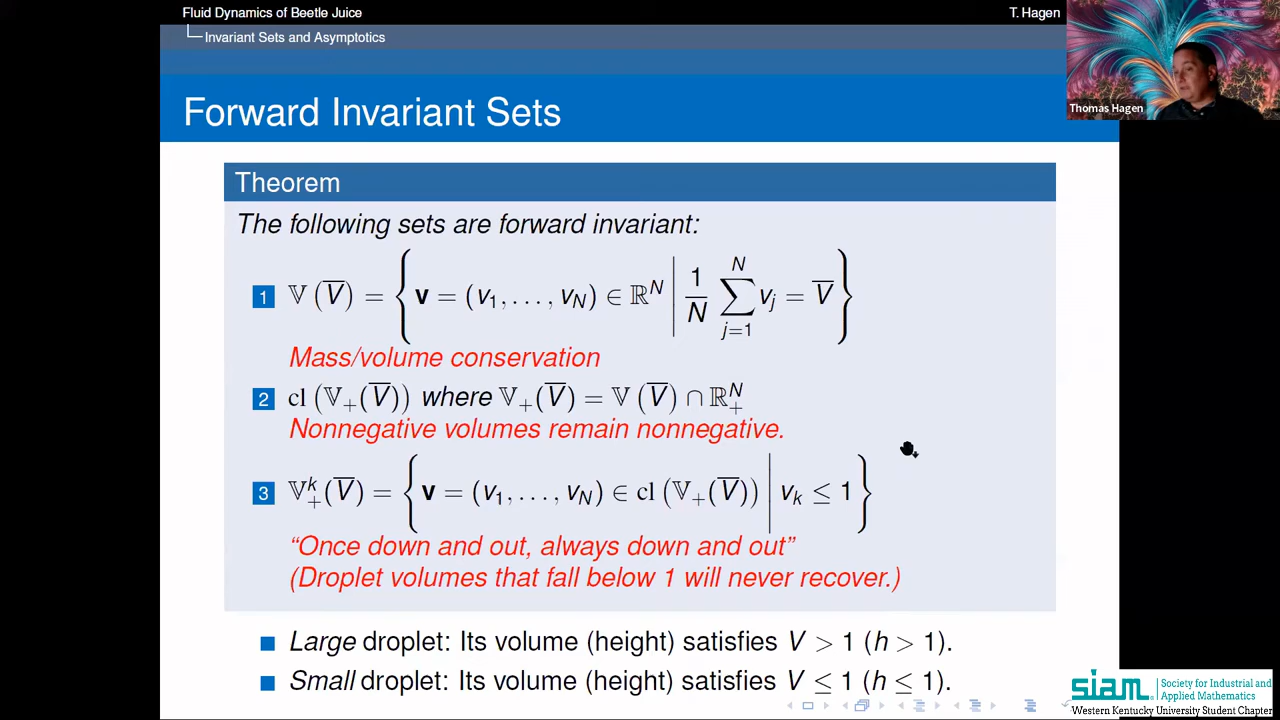 Fluid Dynamics of Beetle Juice
T. Hagen
Invariant Sets and Asymptotics
Thomas Hagen
Forward Invariant Sets
Theorem
The following sets are forward invariant:
1 𝕍 (V̅) = { v = (v₁, . . . , v_N) ∈ ℝᴺ | 1/N ∑_{j=1}^{N} v_j = V̅ }
Mass/volume conservation
2 cl (𝕍₊(V̅)) where 𝕍₊(V̅) = 𝕍 (V̅) ∩ ℝ₊ᴺ
Nonnegative volumes remain nonnegative.
3 𝕍₊ᵏ(V̅) = { v = (v₁, . . . , v_N) ∈ cl (𝕍₊(V̅)) | v_k ≤ 1 }
“Once down and out, always down and out”
(Droplet volumes that fall below 1 will never recover.)
Large droplet: Its volume (height) satisfies V > 1 (h > 1).
Small droplet: Its volume (height) satisfies V ≤ 1 (h ≤ 1).
siam
Society for Industrial and
Applied Mathematics
Western Kentucky University Student Chapter